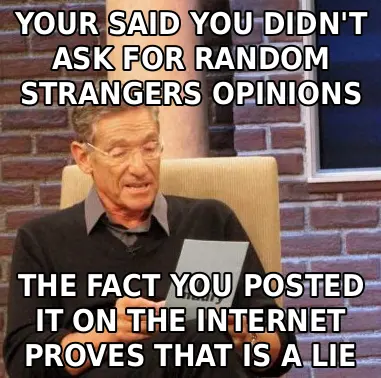 YOUR SAID YOU DIDN'T
ASK FOR RANDOM
STRANGERS OPINIONS
THE FACT YOU POSTED
IT ON THE INTERNET
PROVES THAT IS A LIE